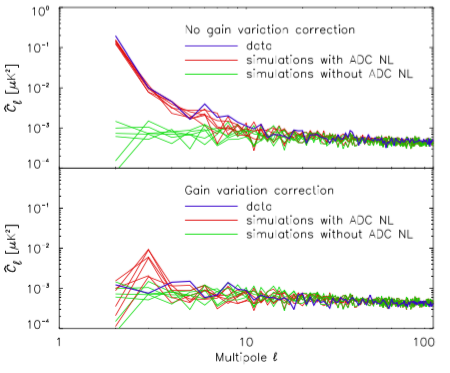 10⁰
No gain variation correction
data
10⁻¹
simulations with ADC NL
simulations without ADC NL
C̃ℓ [μK²]
10⁻²
10⁻³
10⁻⁴
Gain variation correction
10⁻¹
data
simulations with ADC NL
simulations without ADC NL
C̃ℓ [μK²]
10⁻²
10⁻³
10⁻⁴
1 10 100
Multipole ℓ